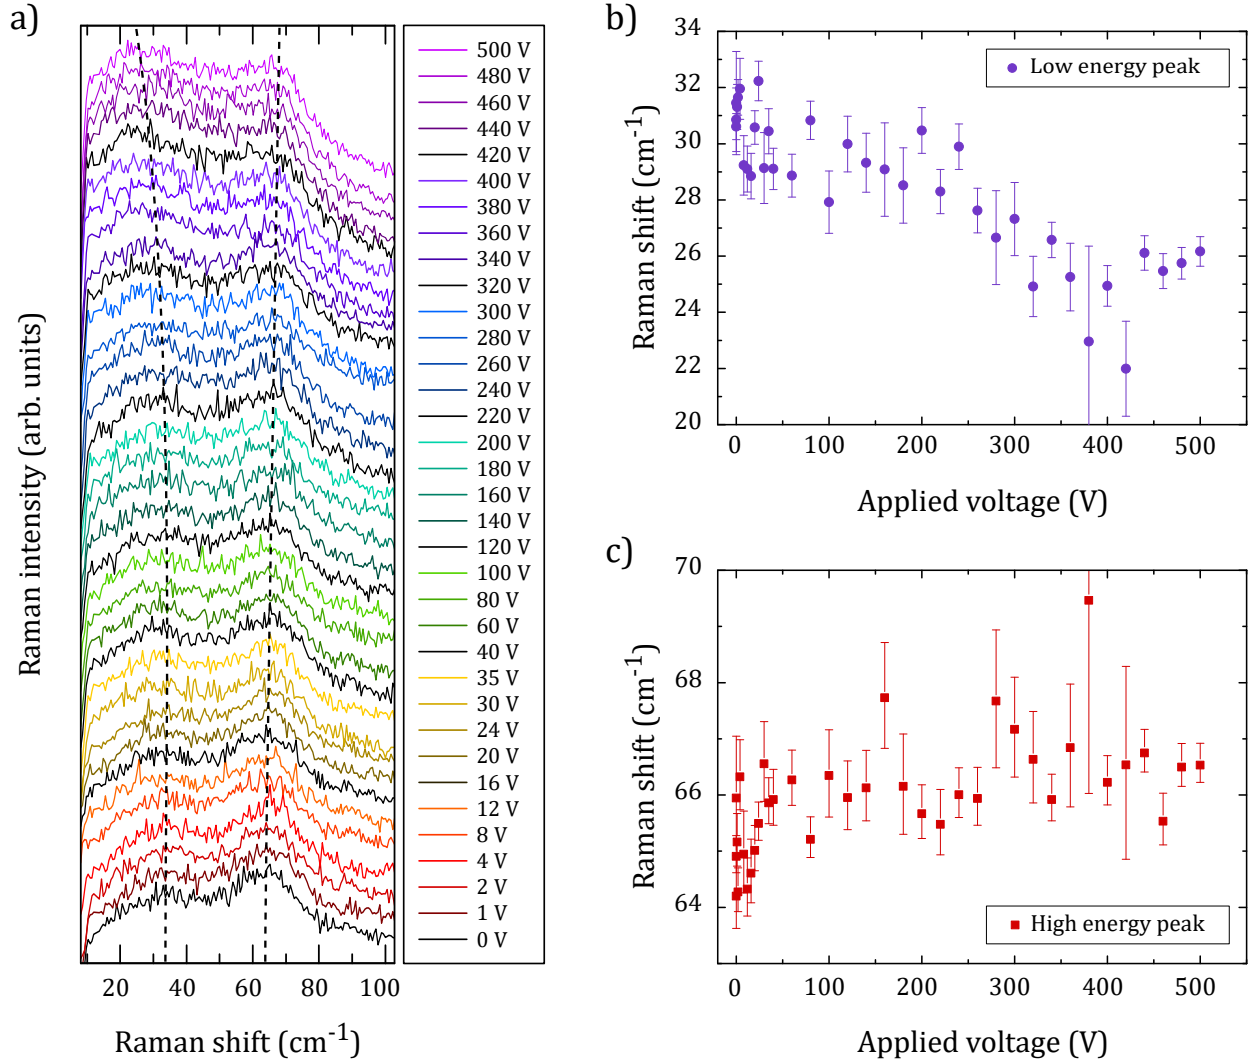 a)
Raman intensity (arb. units)
500 V
480 V
460 V
440 V
420 V
400 V
380 V
360 V
340 V
320 V
300 V
280 V
260 V
240 V
220 V
200 V
180 V
160 V
140 V
120 V
100 V
80 V
60 V
40 V
35 V
30 V
24 V
20 V
16 V
12 V
8 V
4 V
2 V
1 V
0 V
20 40 60 80 100
Raman shift (cm⁻¹)
b)
Raman shift (cm⁻¹)
34
32
30
28
26
24
22
20
Low energy peak
0 100 200 300 400 500
Applied voltage (V)
c)
Raman shift (cm⁻¹)
70
68
66
64
High energy peak
0 100 200 300 400 500
Applied voltage (V)